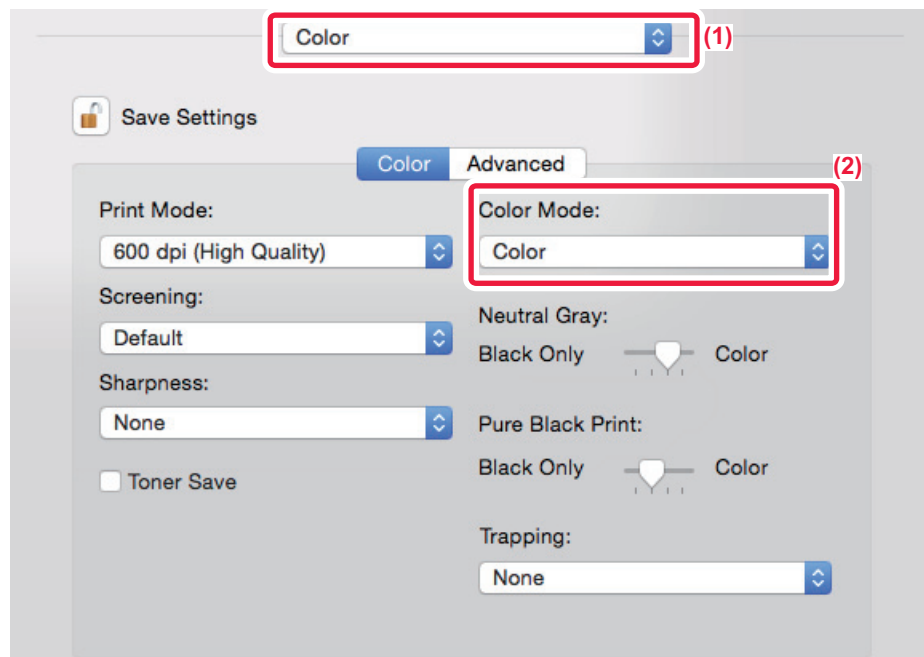 Color
(1)
Save Settings
Color Advanced
(2)
Print Mode:
600 dpi (High Quality)
Screening:
Default
Sharpness:
None
Toner Save
Color Mode:
Color
Neutral Gray:
Black Only Color
Pure Black Print:
Black Only Color
Trapping:
None